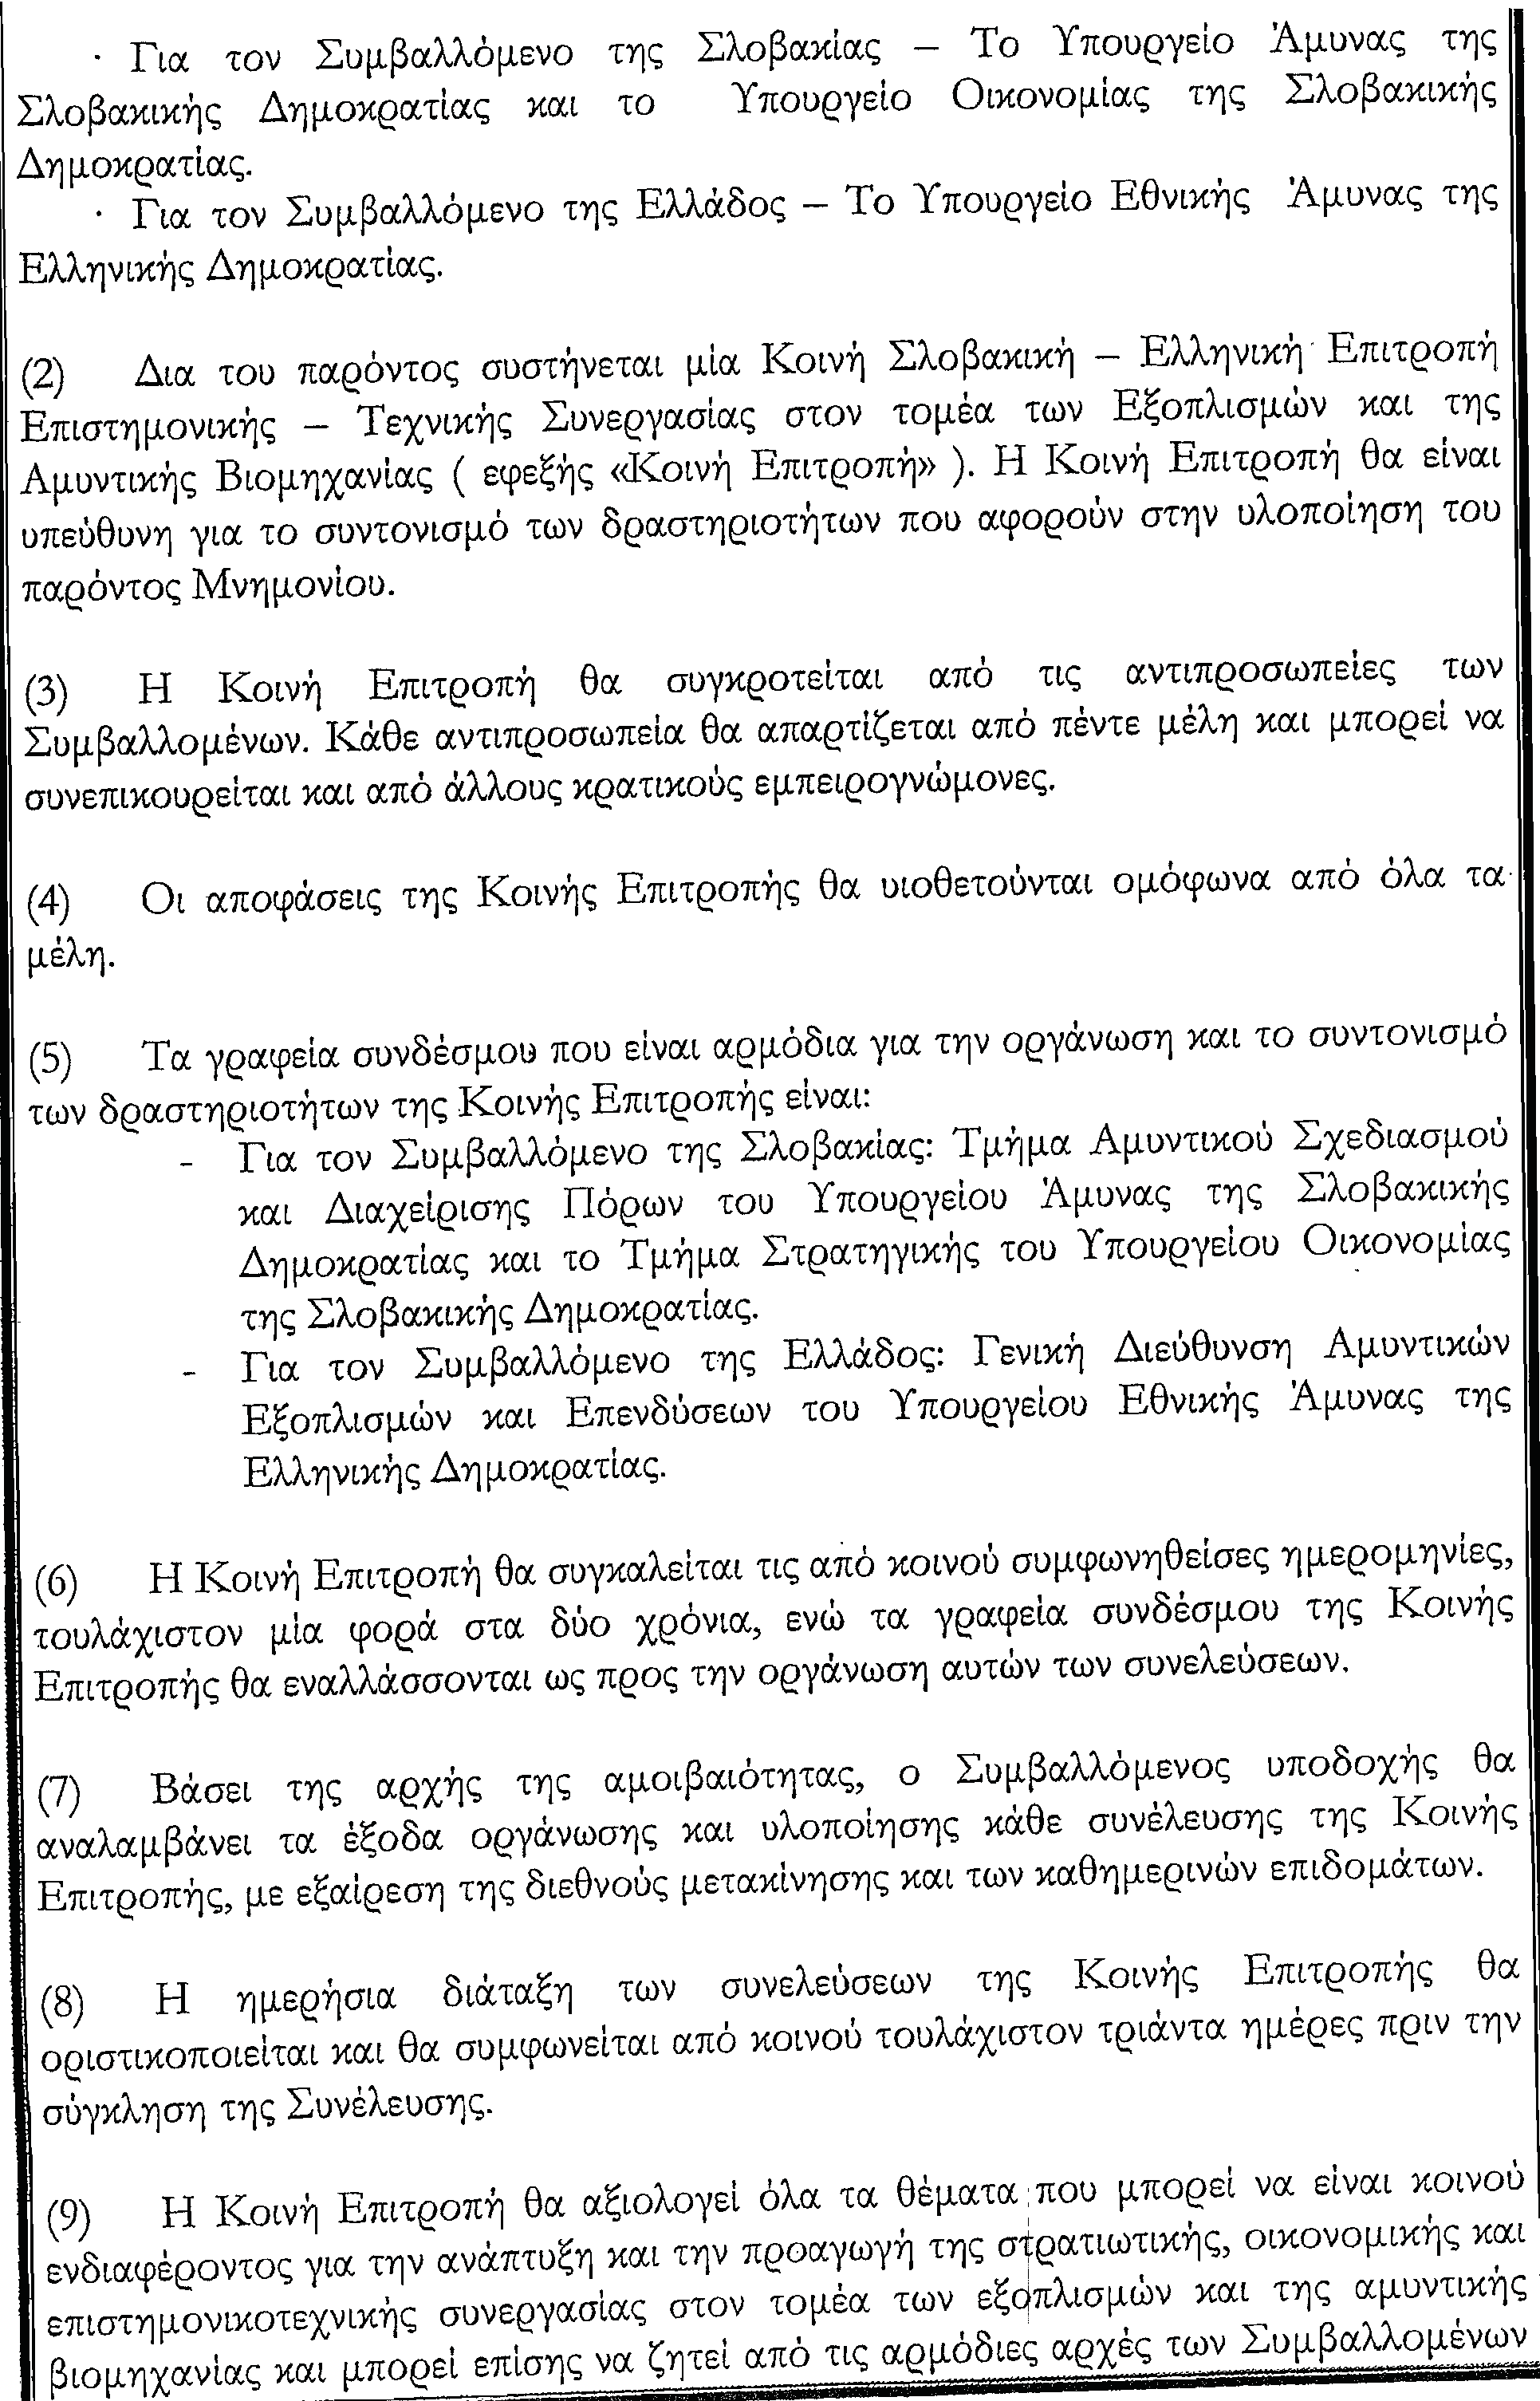 · Για τον Συμβαλλόμενο της Σλοβακίας – Το Υπουργείο Άμυνας της
Σλοβακικής Δημοκρατίας και το Υπουργείο Οικονομίας της Σλοβακικής
Δημοκρατίας.
· Για τον Συμβαλλόμενο της Ελλάδος – Το Υπουργείο Εθνικής Άμυνας της
Ελληνικής Δημοκρατίας.
(2) Δια του παρόντος συστήνεται μία Κοινή Σλοβακική – Ελληνική Επιτροπή
Επιστημονικής – Τεχνικής Συνεργασίας στον τομέα των Εξοπλισμών και της
Αμυντικής Βιομηχανίας ( εφεξής «Κοινή Επιτροπή» ). Η Κοινή Επιτροπή θα είναι
υπεύθυνη για το συντονισμό των δραστηριοτήτων που αφορούν στην υλοποίηση του
παρόντος Μνημονίου.
(3) Η Κοινή Επιτροπή θα συγκροτείται από τις αντιπροσωπείες των
Συμβαλλομένων. Κάθε αντιπροσωπεία θα απαρτίζεται από πέντε μέλη και μπορεί να
συνεπικουρείται και από άλλους κρατικούς εμπειρογνώμονες.
(4) Οι αποφάσεις της Κοινής Επιτροπής θα υιοθετούνται ομόφωνα από όλα τα
μέλη.
(5) Τα γραφεία συνδέσμου που είναι αρμόδια για την οργάνωση και το συντονισμό
των δραστηριοτήτων της Κοινής Επιτροπής είναι:
- Για τον Συμβαλλόμενο της Σλοβακίας: Τμήμα Αμυντικού Σχεδιασμού
και Διαχείρισης Πόρων του Υπουργείου Άμυνας της Σλοβακικής
Δημοκρατίας και το Τμήμα Στρατηγικής του Υπουργείου Οικονομίας
της Σλοβακικής Δημοκρατίας.
- Για τον Συμβαλλόμενο της Ελλάδος: Γενική Διεύθυνση Αμυντικών
Εξοπλισμών και Επενδύσεων του Υπουργείου Εθνικής Άμυνας της
Ελληνικής Δημοκρατίας.
(6) Η Κοινή Επιτροπή θα συγκαλείται τις από κοινού συμφωνηθείσες ημερομηνίες,
τουλάχιστον μία φορά στα δύο χρόνια, ενώ τα γραφεία συνδέσμου της Κοινής
Επιτροπής θα εναλλάσσονται ως προς την οργάνωση αυτών των συνελεύσεων.
(7) Βάσει της αρχής της αμοιβαιότητας, ο Συμβαλλόμενος υποδοχής θα
αναλαμβάνει τα έξοδα οργάνωσης και υλοποίησης κάθε συνέλευσης της Κοινής
Επιτροπής, με εξαίρεση της διεθνούς μετακίνησης και των καθημερινών επιδομάτων.
(8) Η ημερήσια διάταξη των συνελεύσεων της Κοινής Επιτροπής θα
οριστικοποιείται και θα συμφωνείται από κοινού τουλάχιστον τριάντα ημέρες πριν την
σύγκληση της Συνέλευσης.
(9) Η Κοινή Επιτροπή θα αξιολογεί όλα τα θέματα που μπορεί να είναι κοινού
ενδιαφέροντος για την ανάπτυξη και την προαγωγή της στρατιωτικής, οικονομικής και
επιστημονικοτεχνικής συνεργασίας στον τομέα των εξοπλισμών και της αμυντικής
βιομηχανίας και μπορεί επίσης να ζητεί από τις αρμόδιες αρχές των Συμβαλλομένων